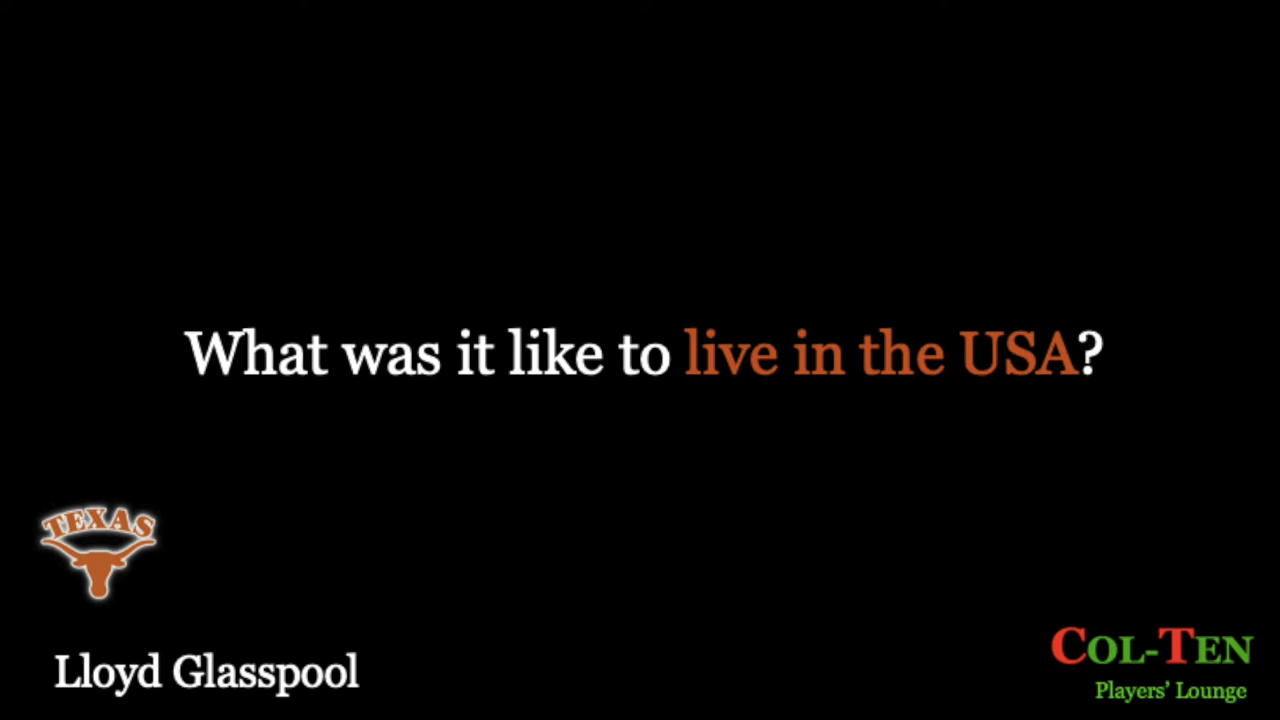 What was it like to live in the USA?
TEXAS
Lloyd Glasspool
COL-TEN
Players' Lounge